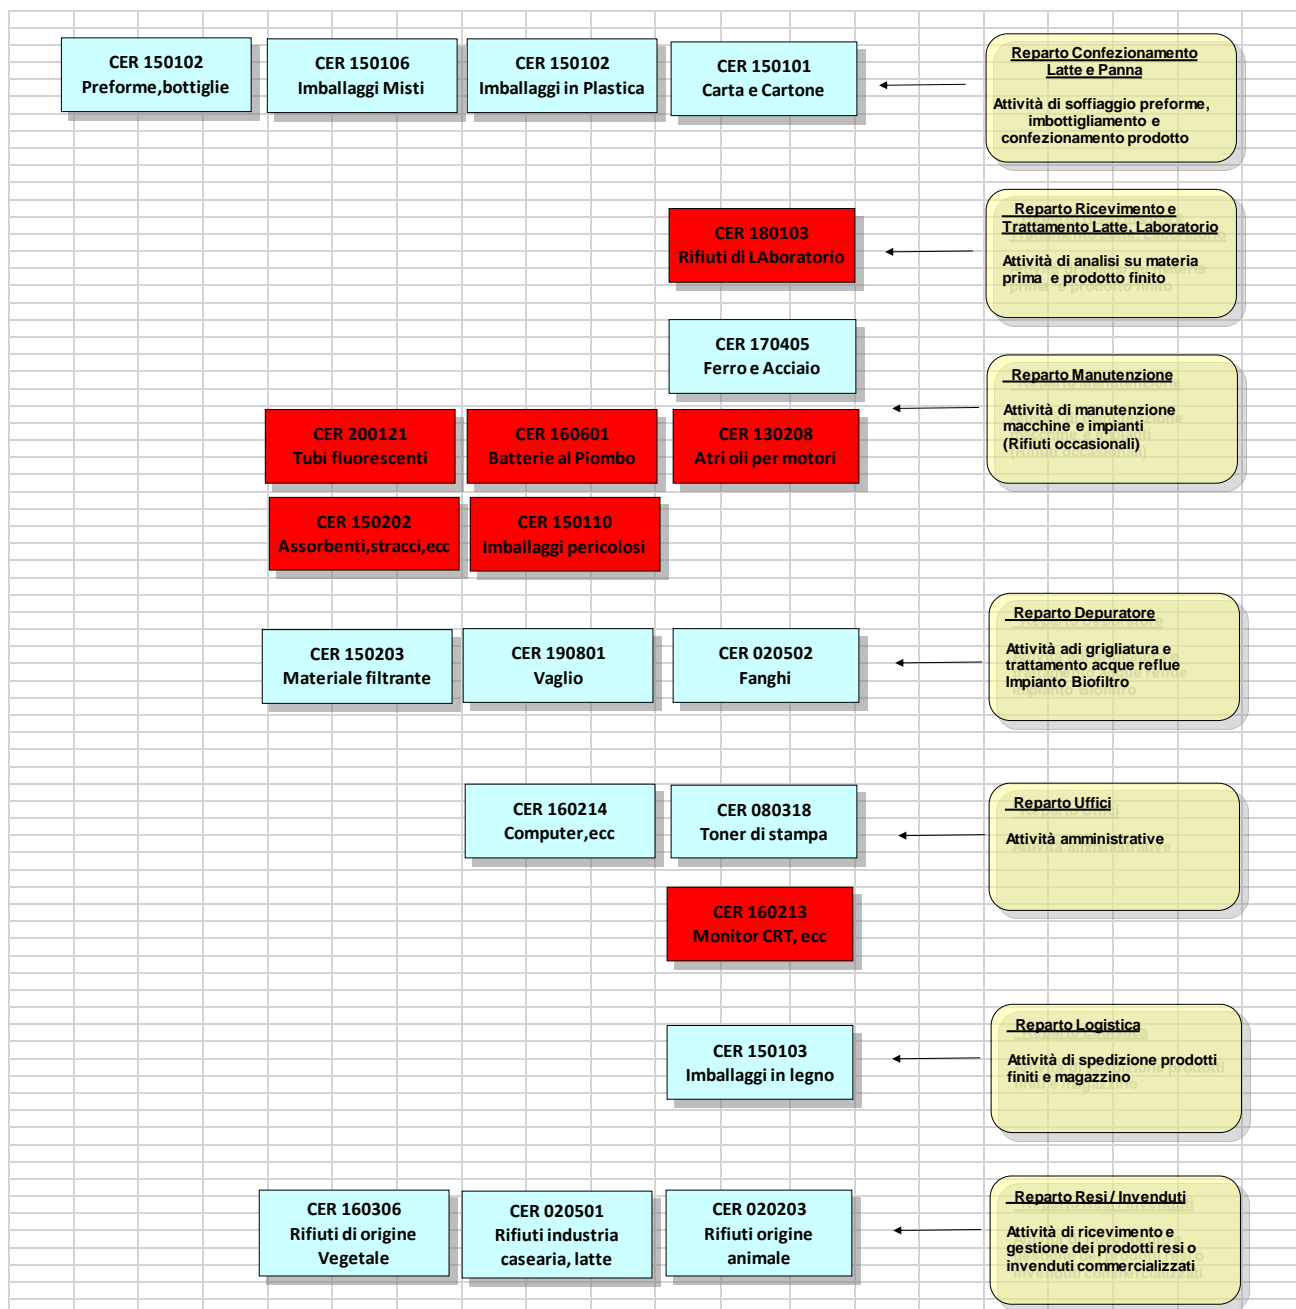 CER 150102
Preforme,bottiglie
CER 150106
Imballaggi Misti
CER 150102
Imballaggi in Plastica
CER 150101
Carta e Cartone
Reparto Confezionamento
Latte e Panna
Attività di soffiaggio preforme,
imbottigliamento e
confezionamento prodotto
CER 180103
Rifiuti di LAboratorio
Reparto Ricevimento e
Trattamento Latte, Laboratorio
Attività di analisi su materia
prima e prodotto finito
CER 170405
Ferro e Acciaio
CER 200121
Tubi fluorescenti
CER 160601
Batterie al Piombo
CER 130208
Atri oli per motori
CER 150202
Assorbenti,stracci,ecc
CER 150110
Imballaggi pericolosi
Reparto Manutenzione
Attività di manutenzione
macchine e impianti
(Rifiuti occasionali)
CER 150203
Materiale filtrante
CER 190801
Vaglio
CER 020502
Fanghi
Reparto Depuratore
Attività adi grigliatura e
trattamento acque reflue
Impianto Biofiltro
CER 160214
Computer,ecc
CER 080318
Toner di stampa
CER 160213
Monitor CRT, ecc
Reparto Uffici
Attività amministrative
CER 150103
Imballaggi in legno
Reparto Logistica
Attività di spedizione prodotti
finiti e magazzino
CER 160306
Rifiuti di origine
Vegetale
CER 020501
Rifiuti industria
casearia, latte
CER 020203
Rifiuti origine
animale
Reparto Resi / Invenduti
Attività di ricevimento e
gestione dei prodotti resi o
invenduti commercializzati